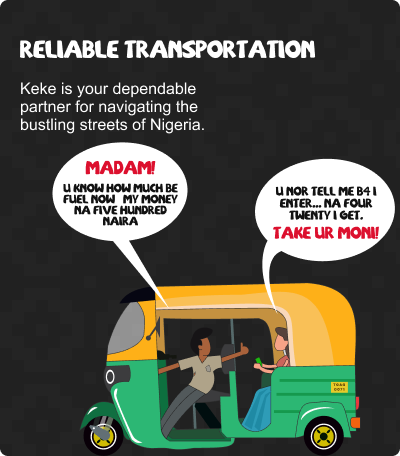 RELIABLE TRANSPORTATION
Keke is your dependable
partner for navigating the
bustling streets of Nigeria.
MADAM!
U KNOW HOW MUCH BE
FUEL NOW MY MONEY
NA FIVE HUNDRED
NAIRA
U NOR TELL ME B4 I
ENTER... NA FOUR
TWENTY I GET.
TAKE UR MONI!